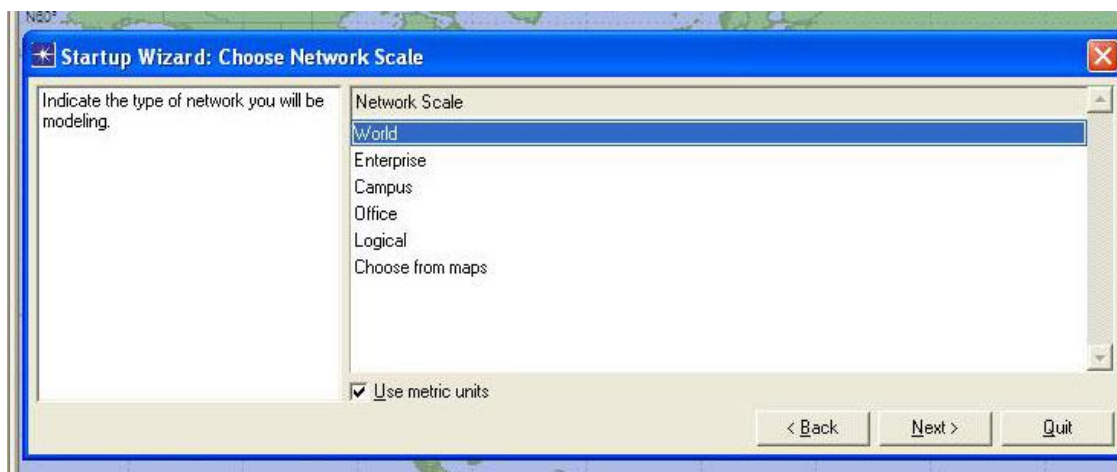 N60°
Startup Wizard: Choose Network Scale
Indicate the type of network you will be
modeling.
Network Scale
World
Enterprise
Campus
Office
Logical
Choose from maps
Use metric units
< Back
Next >
Quit